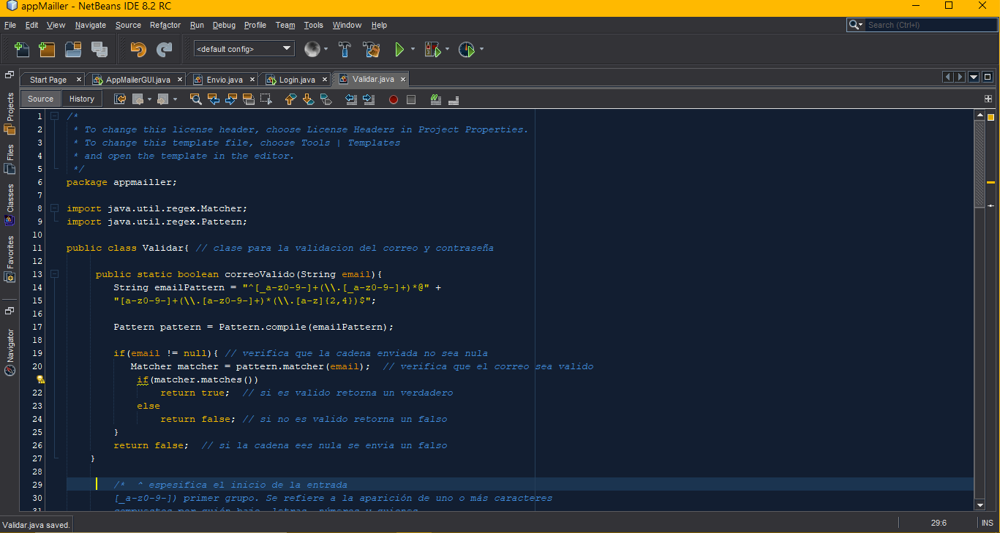 appMailler - NetBeans IDE 8.2 RC
File Edit View Navigate Source Refactor Run Debug Profile Team Tools Window Help
Search (Ctrl+I)
<default config>
Start Page AppMailerGUI.java Envio.java Login.java Validar.java
Source History
Projects
Files
Classes
Favorites
Navigator
1 /*
2 * To change this license header, choose License Headers in Project Properties.
3 * To change this template file, choose Tools | Templates
4 * and open the template in the editor.
5 */
6 package appmailler;
7
8 import java.util.regex.Matcher;
9 import java.util.regex.Pattern;
10
11 public class Validar{ // clase para la validacion del correo y contraseña
12
13 public static boolean correoValido(String email){
14 String emailPattern = "^[_a-z0-9-]+(\\.[_a-z0-9-]+)*@" +
15 "[a-z0-9-]+(\\.[a-z0-9-]+)*(\\.[a-z]{2,4})$";
16
17 Pattern pattern = Pattern.compile(emailPattern);
18
19 if(email != null){ // verifica que la cadena enviada no sea nula
20 Matcher matcher = pattern.matcher(email); // verifica que el correo sea valido
if(matcher.matches())
22 return true; // si es valido retorna un verdadero
23 else
24 return false; // si no es valido retorna un falso
25 }
26 return false; // si la cadena ees nula se envia un falso
27 }
28
29 /* ^ espesifica el inicio de la entrada
30 [_a-z0-9-]) primer grupo. Se refiere a la aparición de uno o más caracteres
31 compuestos por guión bajo, letras, números y guiones
Validar.java saved.
29:6
INS